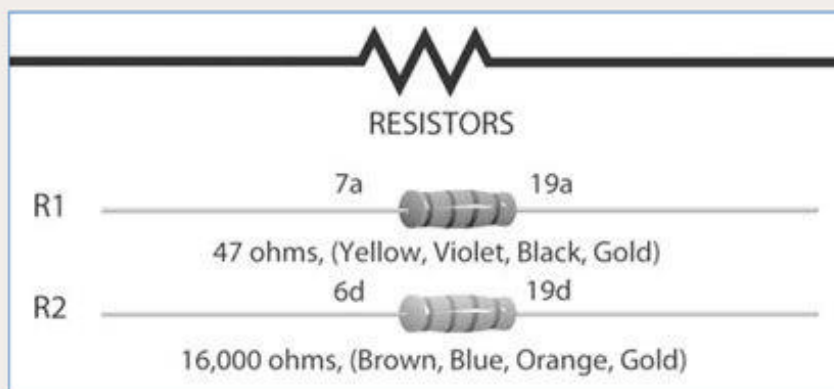 RESISTORS
7a 19a
R1
47 ohms, (Yellow, Violet, Black, Gold)
6d 19d
R2
16,000 ohms, (Brown, Blue, Orange, Gold)